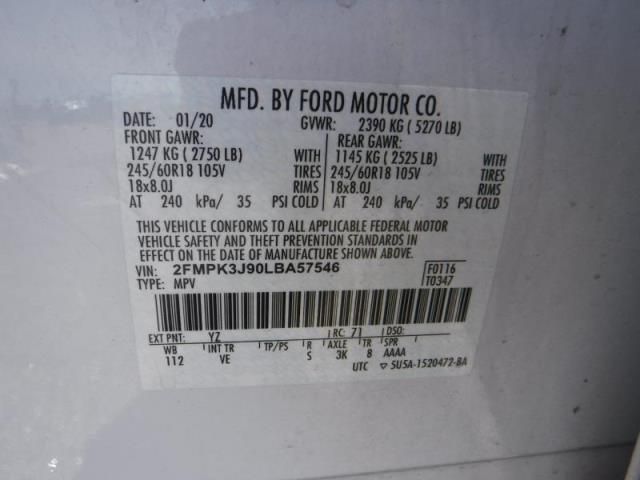 MFD. BY FORD MOTOR CO.
DATE: 01/20 GVWR: 2390 KG ( 5270 LB)
FRONT GAWR: REAR GAWR:
1247 KG ( 2750 LB) WITH 1145 KG ( 2525 LB) WITH
245/60R18 105V TIRES 245/60R18 105V TIRES
18x8.0J RIMS 18x8.0J RIMS
AT 240 kPa/ 35 PSI COLD AT 240 kPa/ 35 PSI COLD
THIS VEHICLE CONFORMS TO ALL APPLICABLE FEDERAL MOTOR
VEHICLE SAFETY AND THEFT PREVENTION STANDARDS IN
EFFECT ON THE DATE OF MANUFACTURE SHOWN ABOVE.
VIN: 2FMPK3J90LBA57546 F0116
TYPE: MPV T0347
EXT PNT: YZ RC: 71 DSO:
WB INT TR TP/PS R AXLE TR SPR
112 VE S 3K 8 AAAA
UTC ▽ 5U5A-1520472-BA